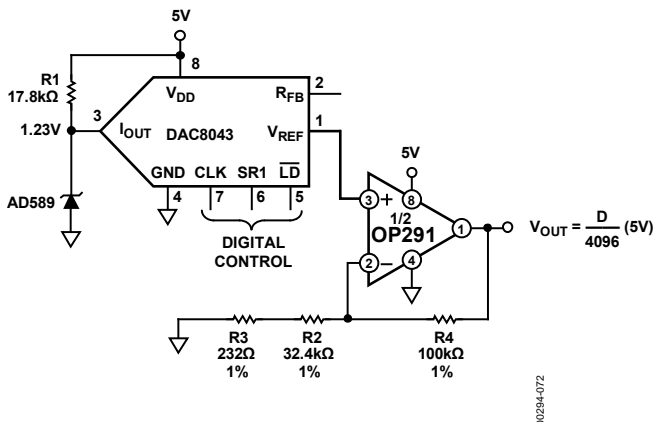 5V
8
R1
17.8kΩ
VDD
RFB
2
3
1.23V
IOUT
DAC8043
VREF
1
GND
CLK
SR1
LD
4
7
6
5
AD589
DIGITAL
CONTROL
5V
3
+
8
1/2
OP291
1
2
–
4
VOUT = D/4096 (5V)
R3
232Ω
1%
R2
32.4kΩ
1%
R4
100kΩ
1%
00294-072